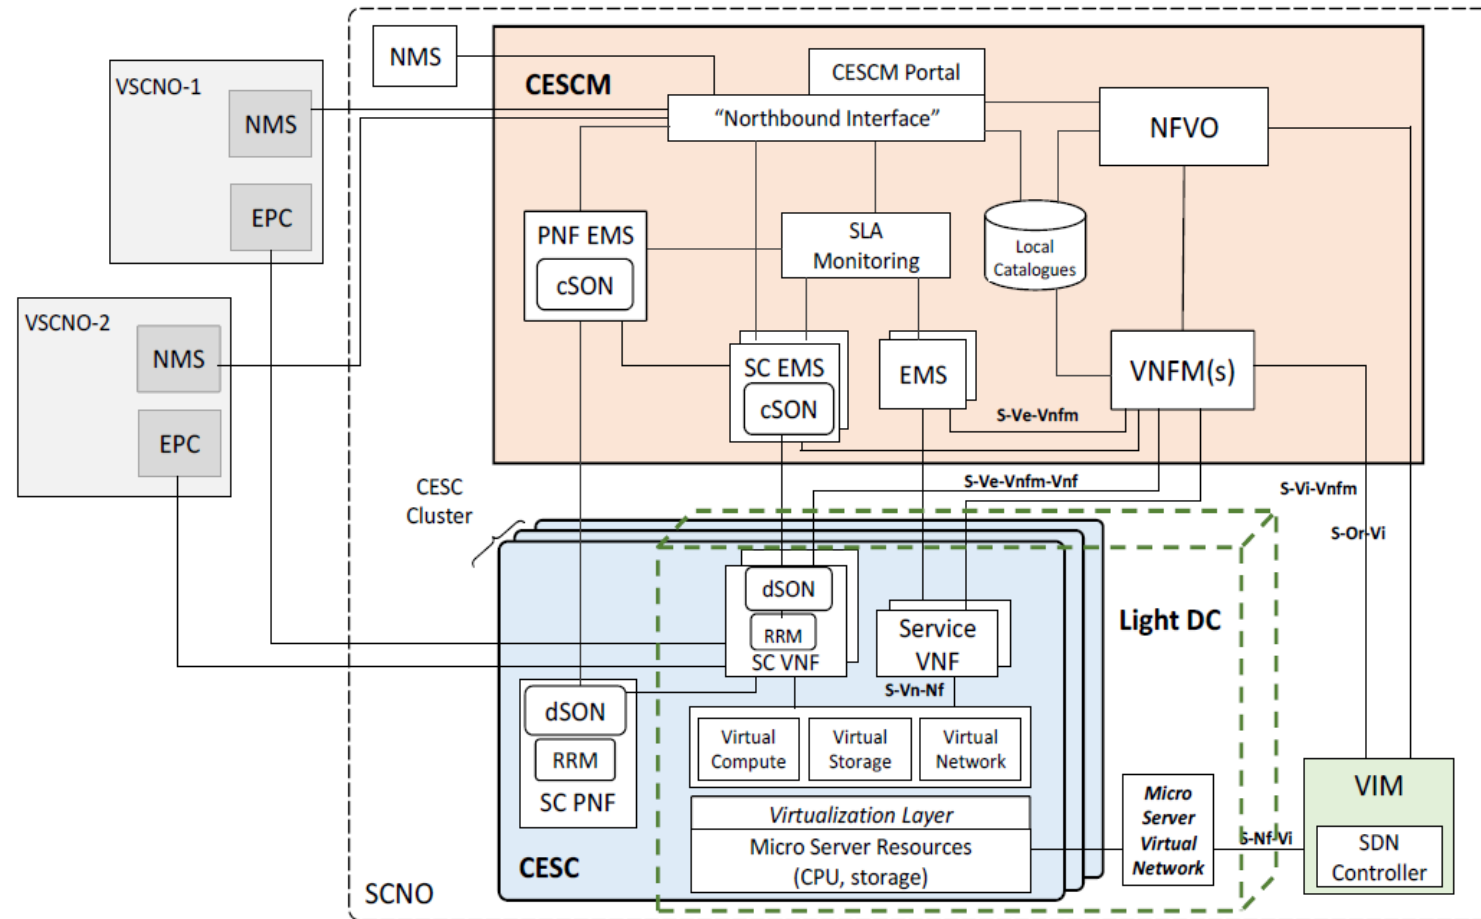 NMS
CESCM Portal
CESCM
VSCNO-1
"Northbound Interface"
NMS
NFVO
EPC
PNF EMS
SLA
Monitoring
Local
Catalogues
cSON
VSCNO-2
NMS
SC EMS
EMS
VNFM(s)
cSON
S-Ve-Vnfm
EPC
CESC
Cluster
S-Ve-Vnfm-Vnf
S-Vi-Vnfm
S-Or-Vi
dSON
RRM
SC VNF
Service
VNF
Light DC
S-Vn-Nf
dSON
RRM
SC PNF
Virtual
Compute
Virtual
Storage
Virtual
Network
Micro
Server
Virtual
Network
VIM
Virtualization Layer
Micro Server Resources
(CPU, storage)
S-Nf-Vi
SDN
Controller
CESC
SCNO